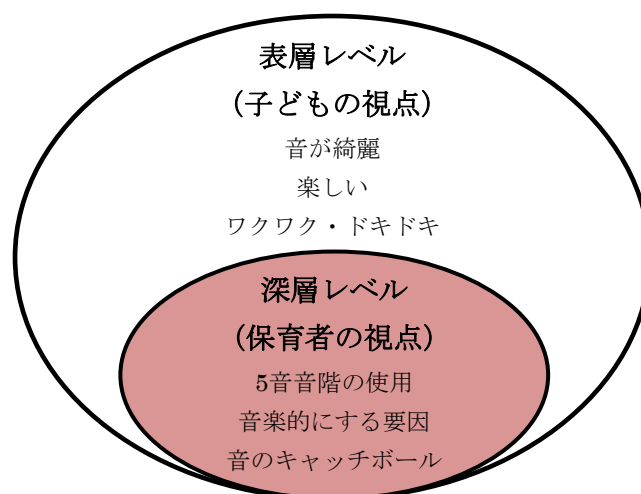 表層レベル
(子どもの視点)
音が綺麗
楽しい
ワクワク・ドキドキ
深層レベル
(保育者の視点)
5音音階の使用
音楽的にする要因
音のキャッチボール